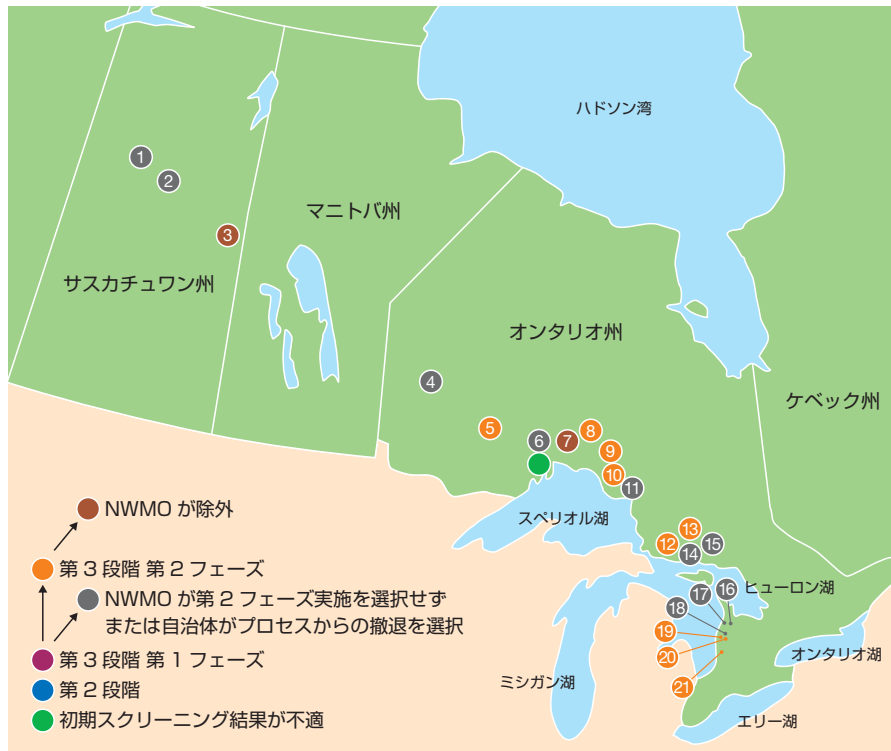 ハドソン湾
1
2
マニトバ州
3
サスカチュワン州
オンタリオ州
4
ケベック州
5
6
7
8
9
10
11
スペリオル湖
12
13
14
15
NWMO が除外
第 3 段階 第 2 フェーズ
NWMO が第 2 フェーズ実施を選択せず
または自治体がプロセスからの撤退を選択
第 3 段階 第 1 フェーズ
第 2 段階
初期スクリーニング結果が不適
ヒューロン湖
16
17
18
19
20
21
オンタリオ湖
ミシガン湖
エリー湖